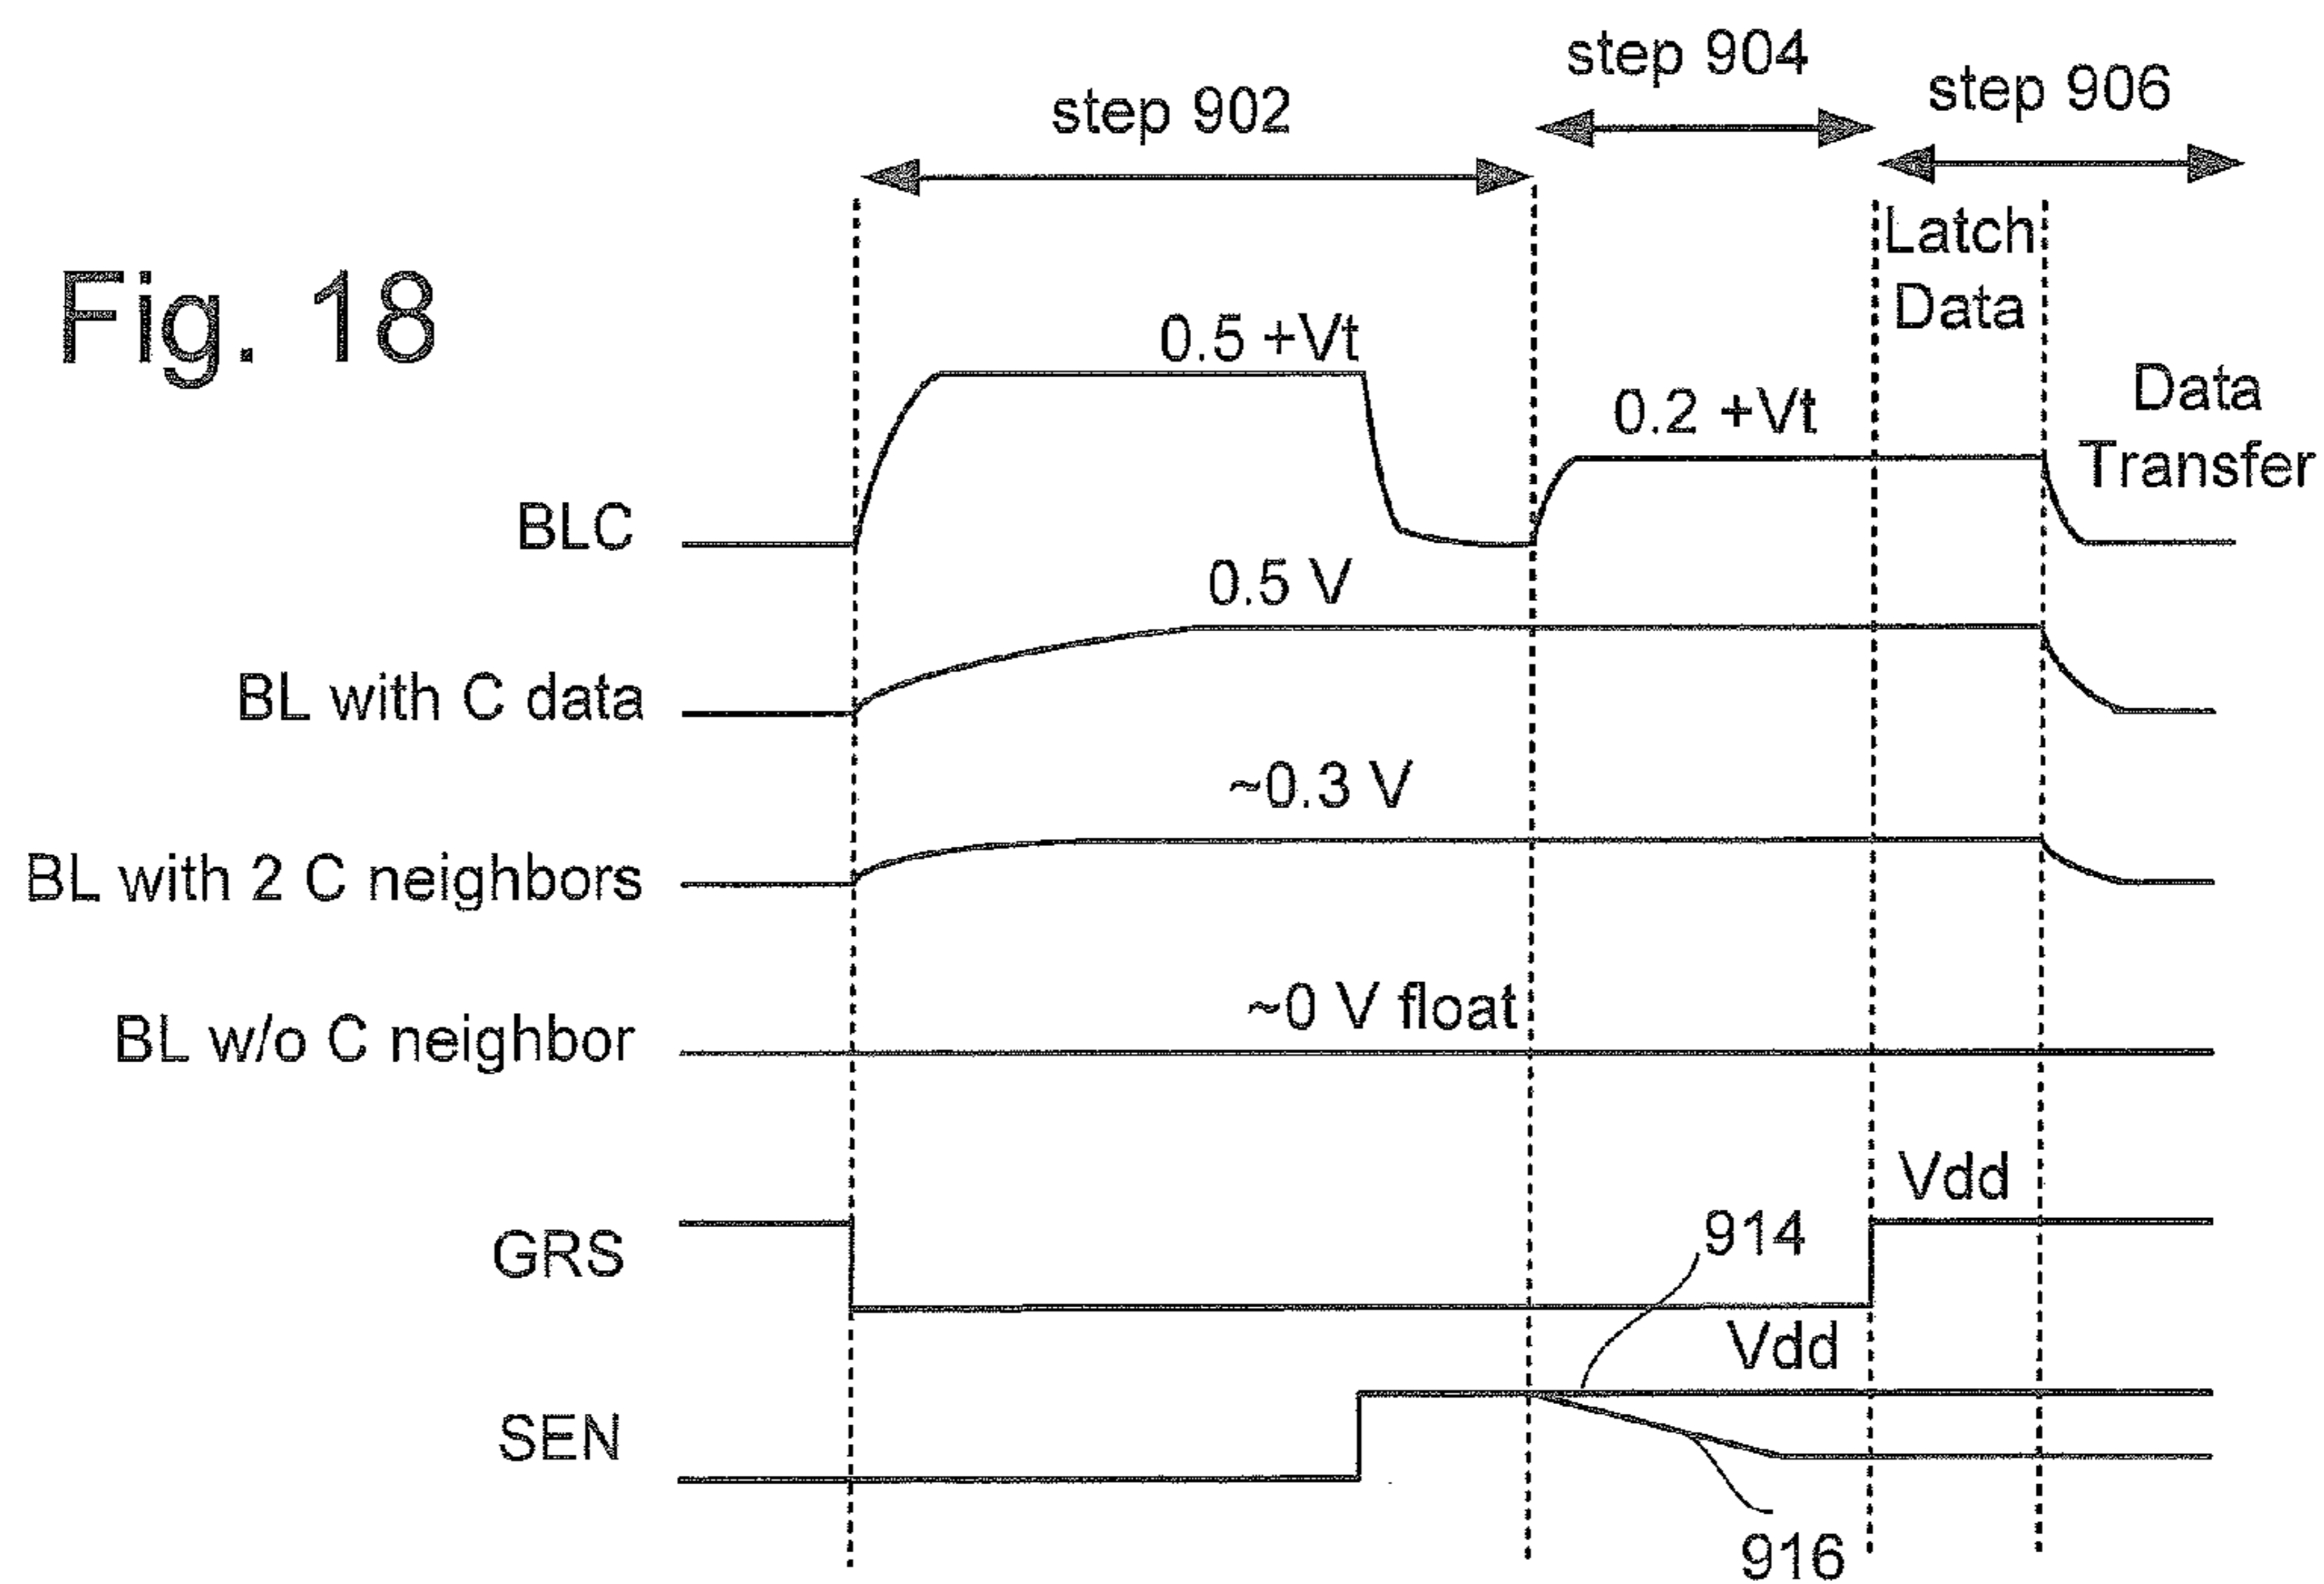 step 904
step 906
step 902
Latch
Data
Fig. 18
0.5 +Vt
Data
Transfer
0.2 +Vt
BLC
0.5 V
BL with C data
~0.3 V
BL with 2 C neighbors
~0 V float
BL w/o C neighbor
Vdd
914
GRS
Vdd
SEN
916